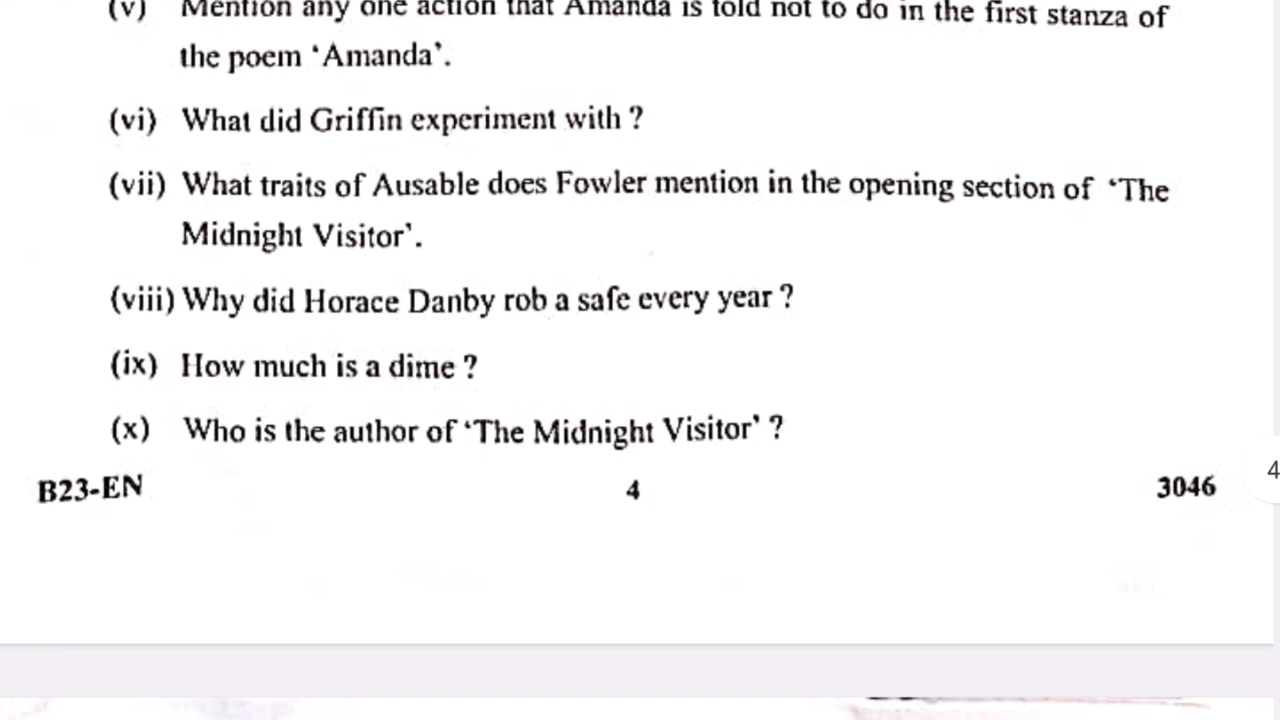 (v) Mention any one action that Amanda is told not to do in the first stanza of
the poem ‘Amanda’.
(vi) What did Griffin experiment with ?
(vii) What traits of Ausable does Fowler mention in the opening section of ‘The
Midnight Visitor’.
(viii) Why did Horace Danby rob a safe every year ?
(ix) How much is a dime ?
(x) Who is the author of ‘The Midnight Visitor’ ?
B23-EN 4 3046
4